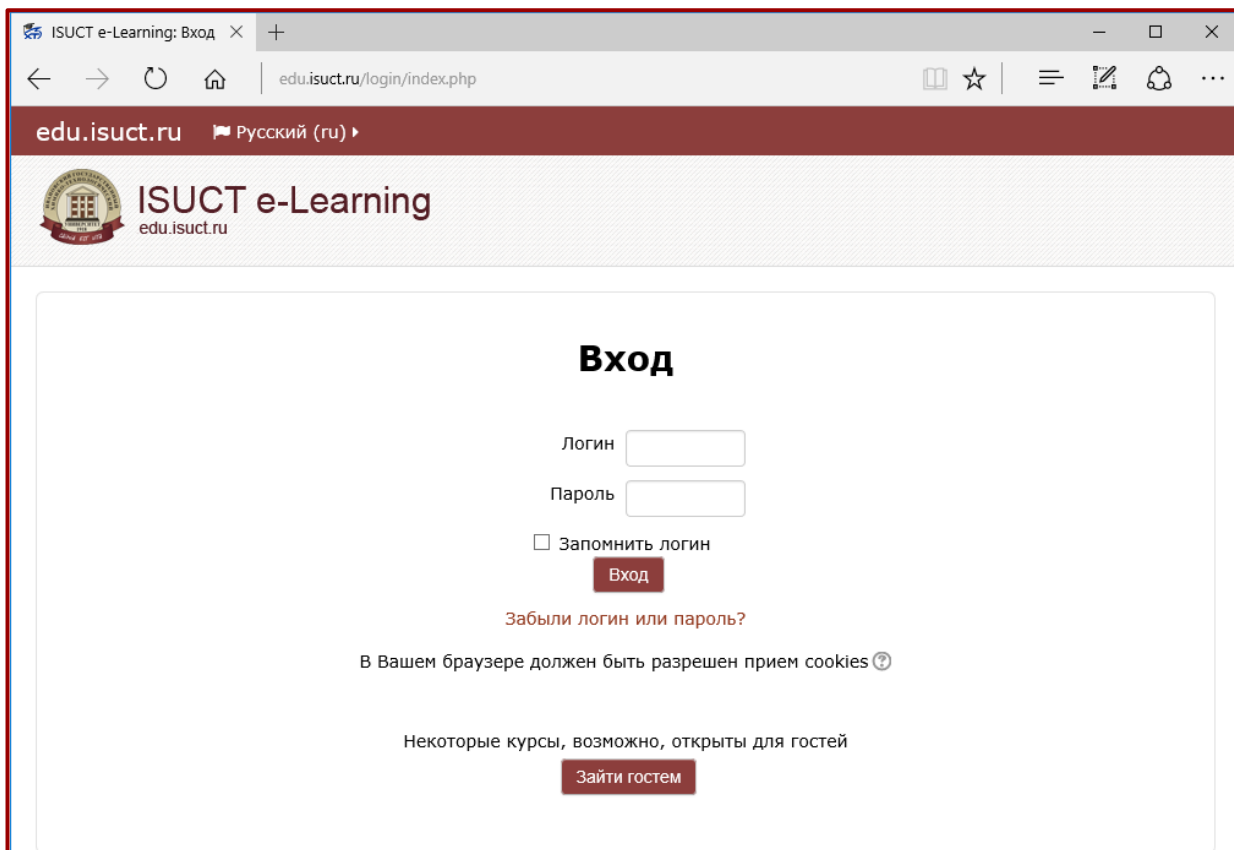 ISUCT e-Learning: Вход
edu.isuct.ru/login/index.php
edu.isuct.ru Русский (ru)
ISUCT e-Learning
edu.isuct.ru
Вход
Логин
Пароль
Запомнить логин
Вход
Забыли логин или пароль?
В Вашем браузере должен быть разрешен прием cookies
Некоторые курсы, возможно, открыты для гостей
Зайти гостем